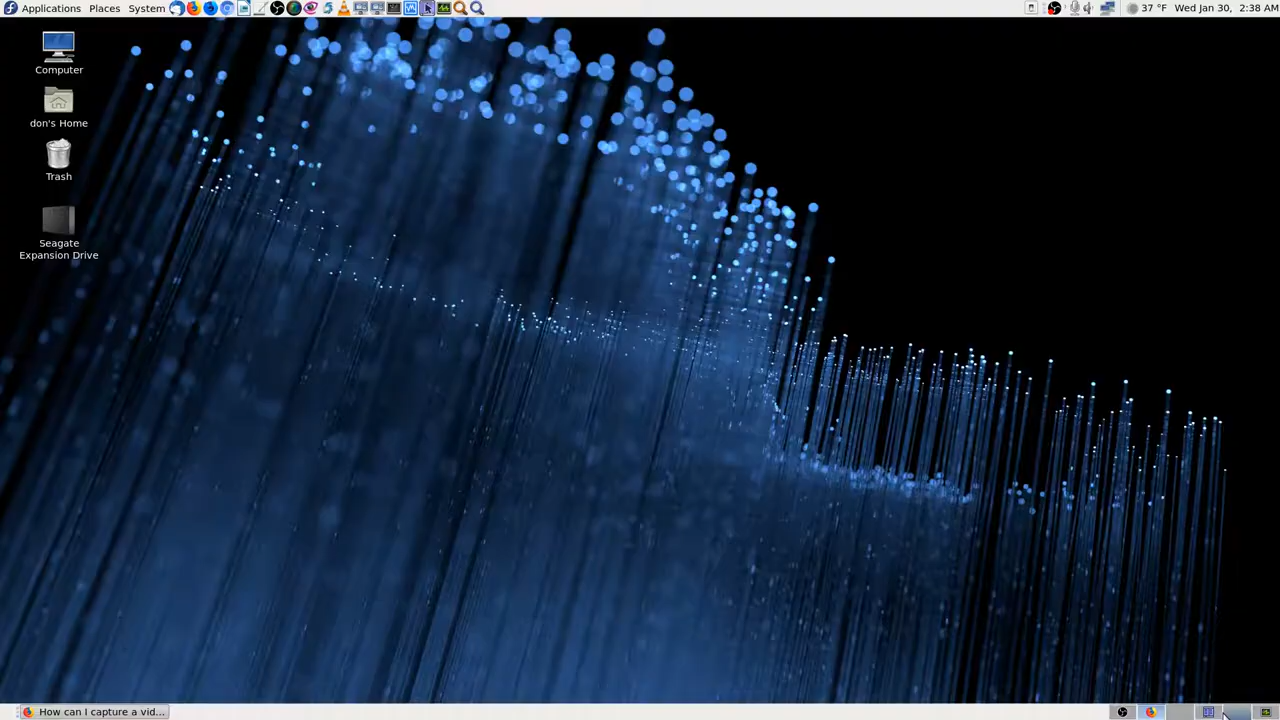 Applications Places System 37 °F Wed Jan 30, 2:38 AM
Computer
don's Home
Trash
Seagate
Expansion Drive
How can I capture a vid...